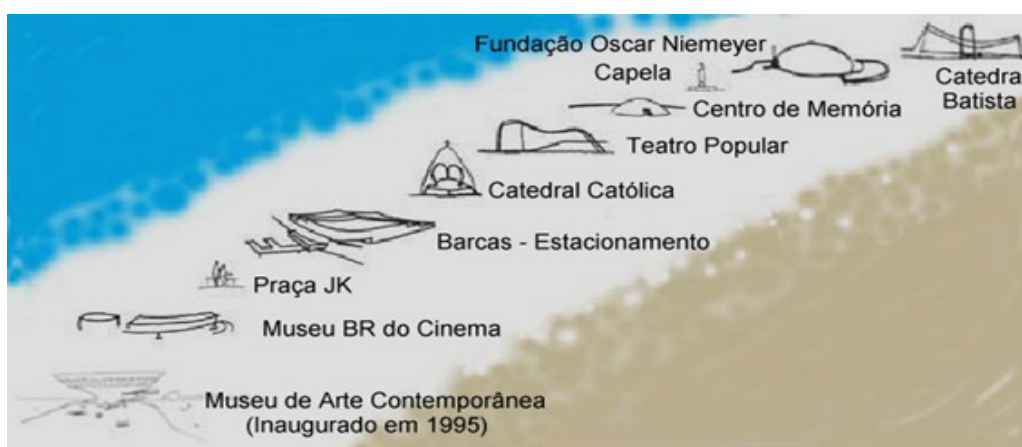 Fundação Oscar Niemeyer
Capela
Catedra
Batista
Centro de Memória
Teatro Popular
Catedral Católica
Barcas - Estacionamento
Praça JK
Museu BR do Cinema
Museu de Arte Contemporânea
(Inaugurado em 1995)